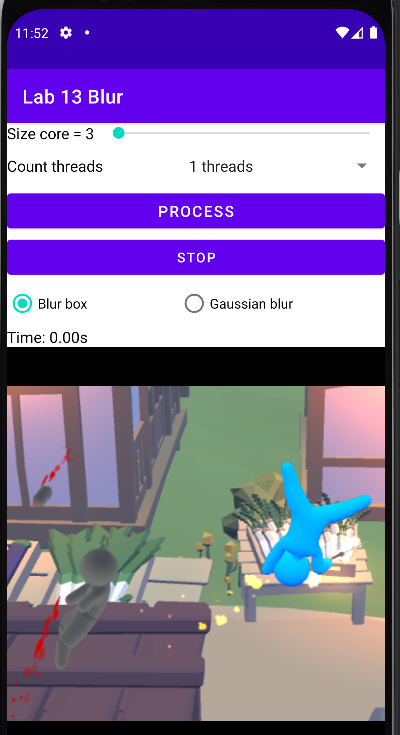 11:52
Lab 13 Blur
Size core = 3
Count threads 1 threads
PROCESS
STOP
Blur box Gaussian blur
Time: 0.00s